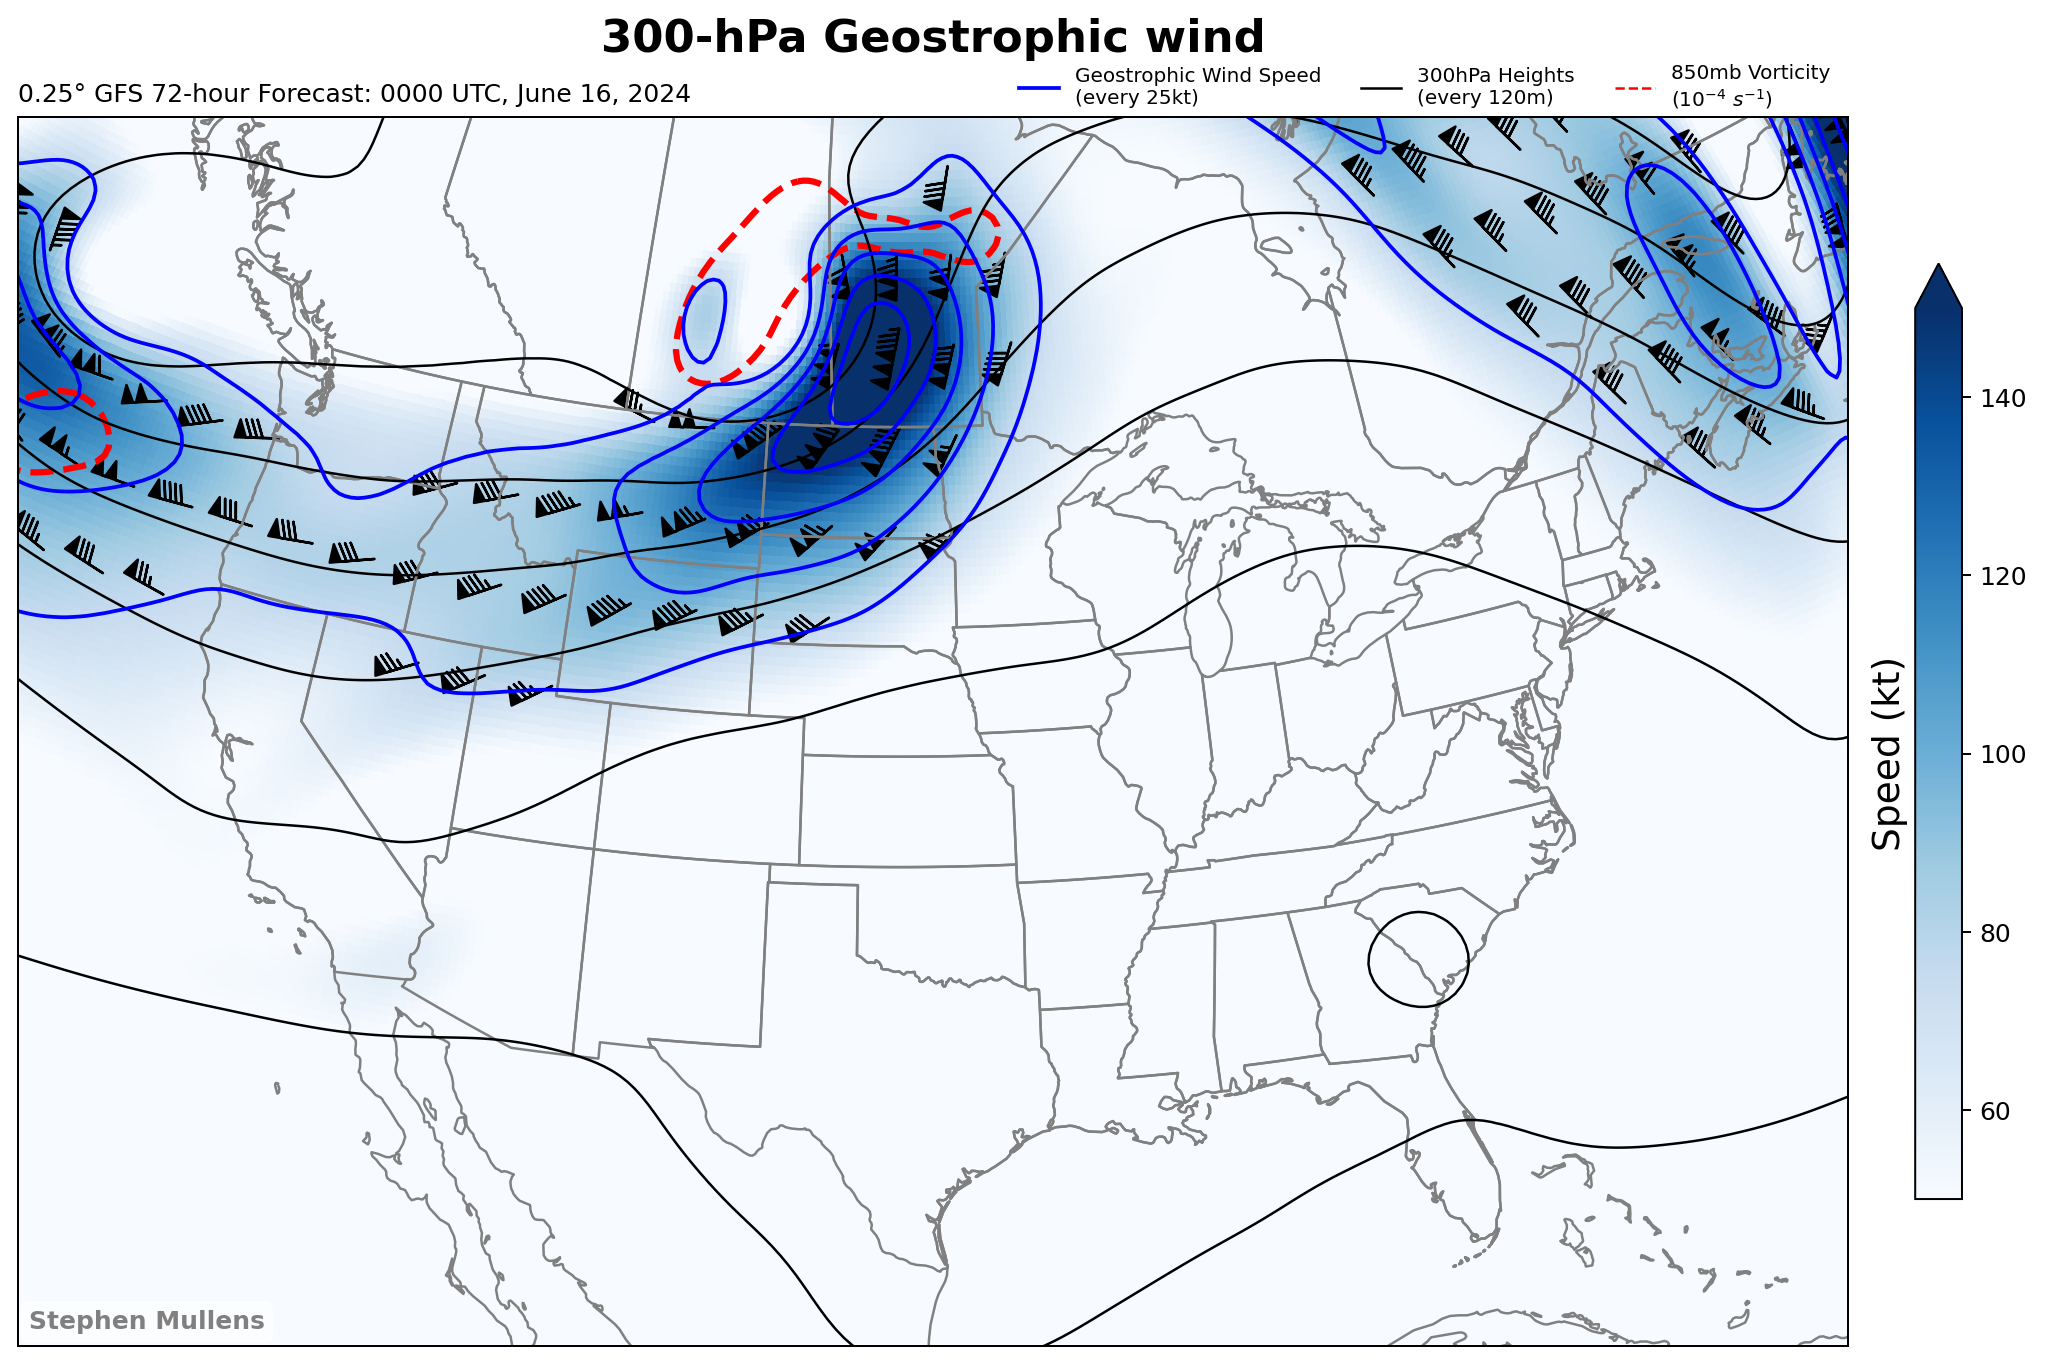 300-hPa Geostrophic wind
0.25° GFS 72-hour Forecast: 0000 UTC, June 16, 2024
Geostrophic Wind Speed
(every 25kt)
300hPa Heights
(every 120m)
850mb Vorticity
(10⁻⁴ s⁻¹)
140
120
100
80
60
Speed (kt)
Stephen Mullens